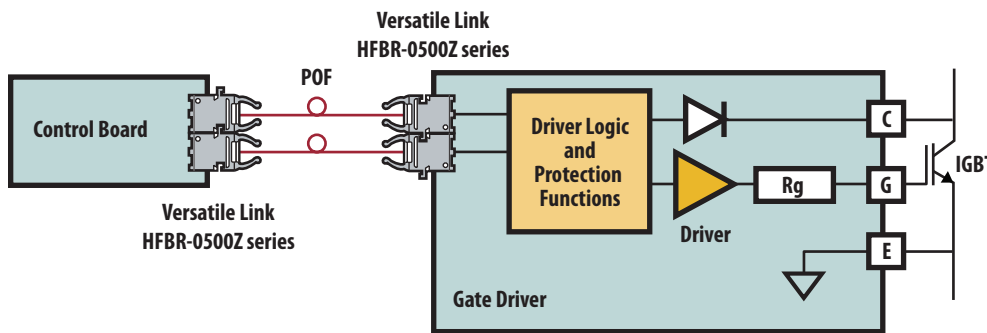 Versatile Link
HFBR-0500Z series
POF
Control Board
Versatile Link
HFBR-0500Z series
Driver Logic
and
Protection
Functions
Driver
Rg
C
G
E
IGBT
Gate Driver